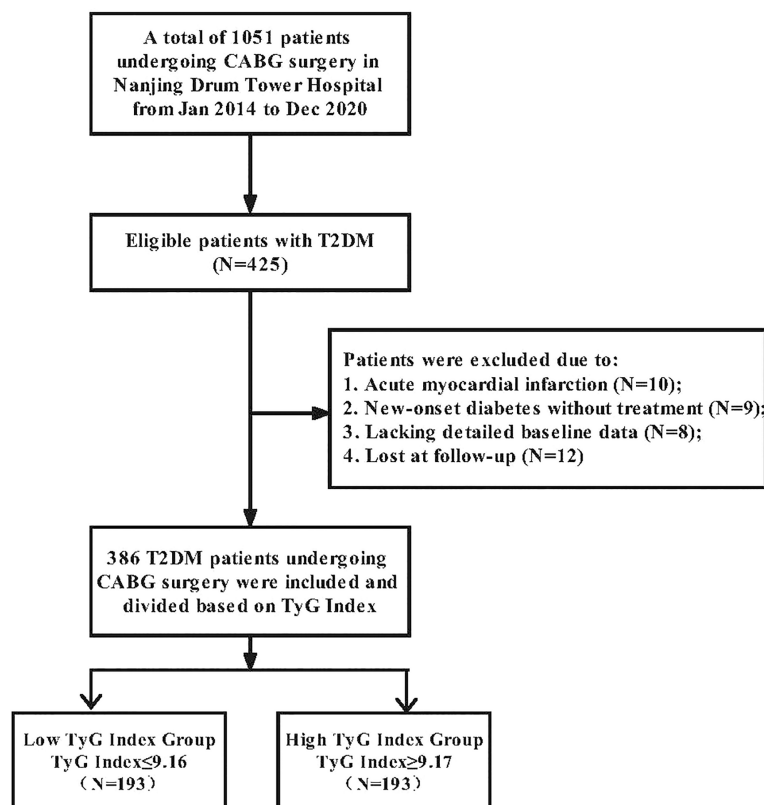 A total of 1051 patients
undergoing CABG surgery in
Nanjing Drum Tower Hospital
from Jan 2014 to Dec 2020
Eligible patients with T2DM
(N=425)
Patients were excluded due to:
1. Acute myocardial infarction (N=10);
2. New-onset diabetes without treatment (N=9);
3. Lacking detailed baseline data (N=8);
4. Lost at follow-up (N=12)
386 T2DM patients undergoing
CABG surgery were included and
divided based on TyG Index
Low TyG Index Group
TyG Index≤9.16
（N=193）
High TyG Index Group
TyG Index≥9.17
（N=193）